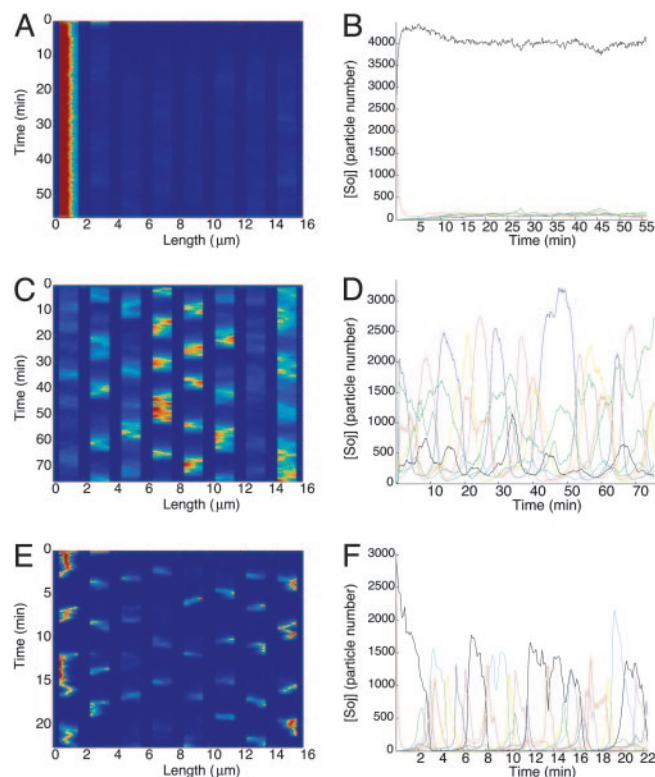 A
0
10
20
30
40
50
Time (min)
0 2 4 6 8 10 12 14 16
Length (μm)
B
4000
3500
3000
2500
2000
1500
1000
500
0
[Soj] (particle number)
5 10 15 20 25 30 35 40 45 50 55
Time (min)
C
0
10
20
30
40
50
60
70
Time (min)
0 2 4 6 8 10 12 14 16
Length (μm)
D
3000
2500
2000
1500
1000
500
0
[Soj] (particle number)
10 20 30 40 50 60 70
Time (min)
E
0
5
10
15
20
Time (min)
0 2 4 6 8 10 12 14 16
Length (μm)
F
3000
2500
2000
1500
1000
500
0
[Soj] (particle number)
0 2 4 6 8 10 12 14 16 18 20 22
Time (min)